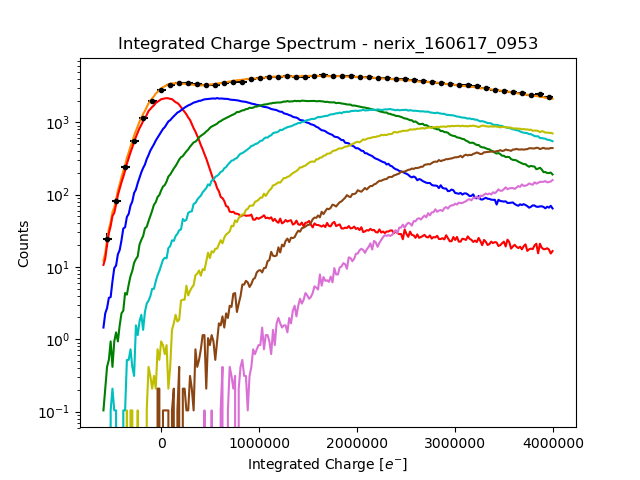 Integrated Charge Spectrum - nerix_160617_0953
Counts
10³
10²
10¹
10⁰
10⁻¹
0 1000000 2000000 3000000 4000000
Integrated Charge [e⁻]